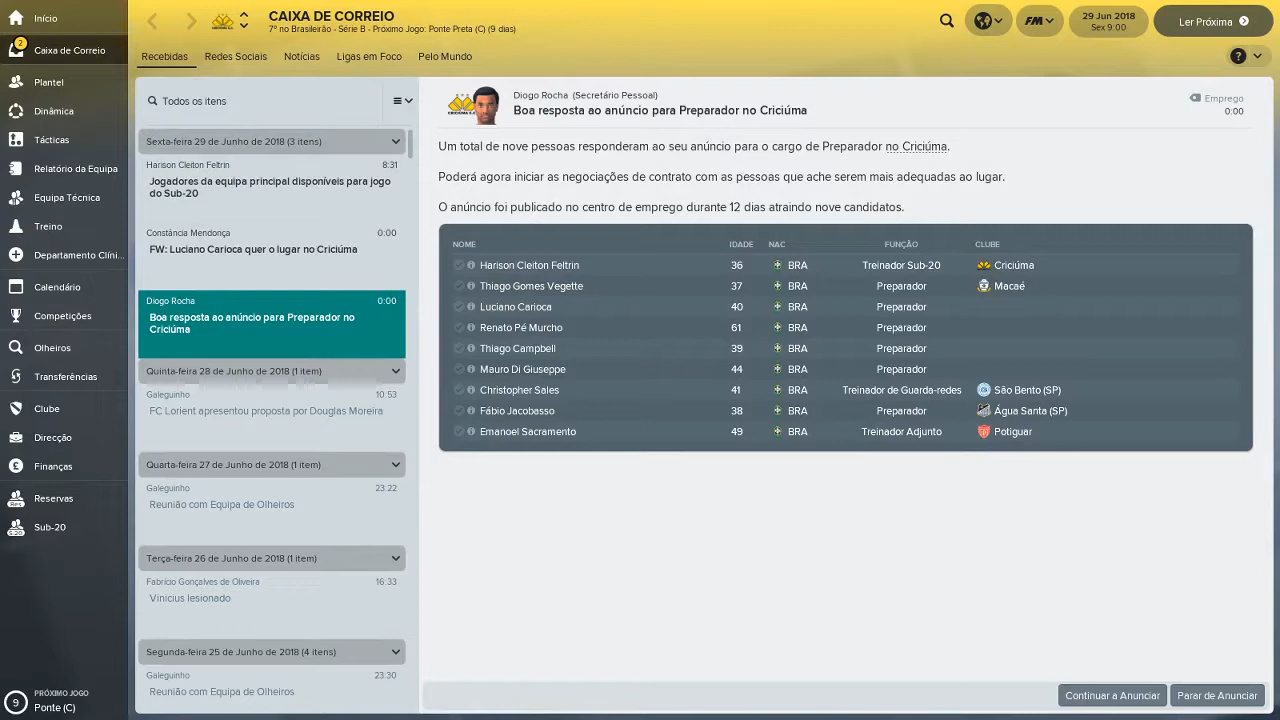 Início
2
Caixa de Correio
Plantel
Dinâmica
Tácticas
Relatório da Equipa
Equipa Técnica
Treino
Departamento Clíni...
Calendário
Competições
Olheiros
Transferências
Clube
Direcção
Finanças
Reservas
Sub-20
PRÓXIMO JOGO
9
Ponte (C)
CAIXA DE CORREIO
7º no Brasileirão - Série B - Próximo Jogo: Ponte Preta (C) (9 dias)
FM
29 Jun 2018
Sex 9:00
Ler Próxima
Recebidas Redes Sociais Notícias Ligas em Foco Pelo Mundo
?
Todos os itens
Sexta-feira 29 de Junho de 2018 (3 itens)
Harison Cleiton Feltrin 8:31
Jogadores da equipa principal disponíveis para jogo
do Sub-20
Constância Mendonça 0:00
FW: Luciano Carioca quer o lugar no Criciúma
Diogo Rocha 0:00
Boa resposta ao anúncio para Preparador no
Criciúma
Quinta-feira 28 de Junho de 2018 (1 item)
Galeguinho 10:53
FC Lorient apresentou proposta por Douglas Moreira
Quarta-feira 27 de Junho de 2018 (1 item)
Galeguinho 23:22
Reunião com Equipa de Olheiros
Terça-feira 26 de Junho de 2018 (1 item)
Fabrício Gonçalves de Oliveira 16:33
Vinicius lesionado
Segunda-feira 25 de Junho de 2018 (4 itens)
Galeguinho 23:30
Reunião com Equipa de Olheiros
Diogo Rocha (Secretário Pessoal)
Boa resposta ao anúncio para Preparador no Criciúma
Emprego
0:00
Um total de nove pessoas responderam ao seu anúncio para o cargo de Preparador no Criciúma.
Poderá agora iniciar as negociações de contrato com as pessoas que ache serem mais adequadas ao lugar.
O anúncio foi publicado no centro de emprego durante 12 dias atraindo nove candidatos.
NOME IDADE NAC FUNÇÃO CLUBE
Harison Cleiton Feltrin 36 BRA Treinador Sub-20 Criciúma
Thiago Gomes Vegette 37 BRA Preparador Macaé
Luciano Carioca 40 BRA Preparador
Renato Pé Murcho 61 BRA Preparador
Thiago Campbell 39 BRA Preparador
Mauro Di Giuseppe 44 BRA Preparador
Christopher Sales 41 BRA Treinador de Guarda-redes São Bento (SP)
Fábio Jacobasso 38 BRA Preparador Água Santa (SP)
Emanoel Sacramento 49 BRA Treinador Adjunto Potiguar
Continuar a Anunciar Parar de Anunciar